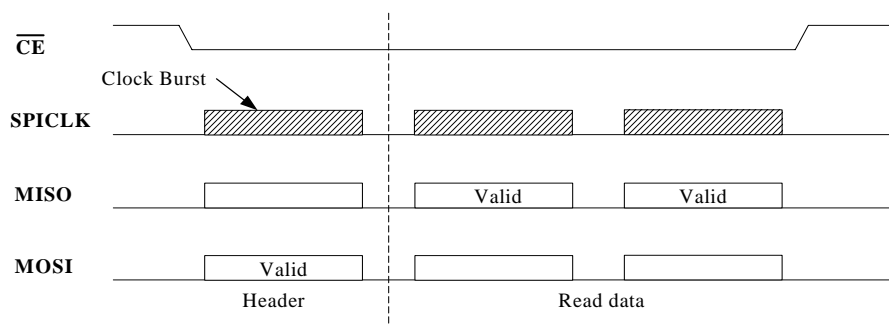 CE
Clock Burst
SPICLK
MISO
Valid
Valid
MOSI
Valid
Header
Read data